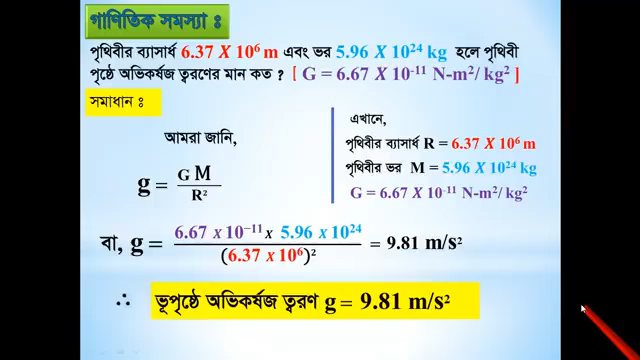 গাণিতিক সমস্যা ঃ
পৃথিবীর ব্যাসার্ধ 6.37 X 10⁶ m এবং ভর 5.96 X 10²⁴ kg হলে পৃথিবী
পৃষ্ঠে অভিকর্ষজ ত্বরণের মান কত ? [ G = 6.67 X 10⁻¹¹ N-m²/ kg² ]
সমাধান ঃ
আমরা জানি,
g = G M / R²
এখানে,
পৃথিবীর ব্যাসার্ধ R = 6.37 X 10⁶ m
পৃথিবীর ভর M = 5.96 X 10²⁴ kg
G = 6.67 X 10⁻¹¹ N-m²/ kg²
বা, g = 6.67 × 10⁻¹¹ x 5.96 × 10²⁴ / (6.37 × 10⁶)² = 9.81 m/s²
∴ ভূপৃষ্ঠে অভিকর্ষজ ত্বরণ g = 9.81 m/s²